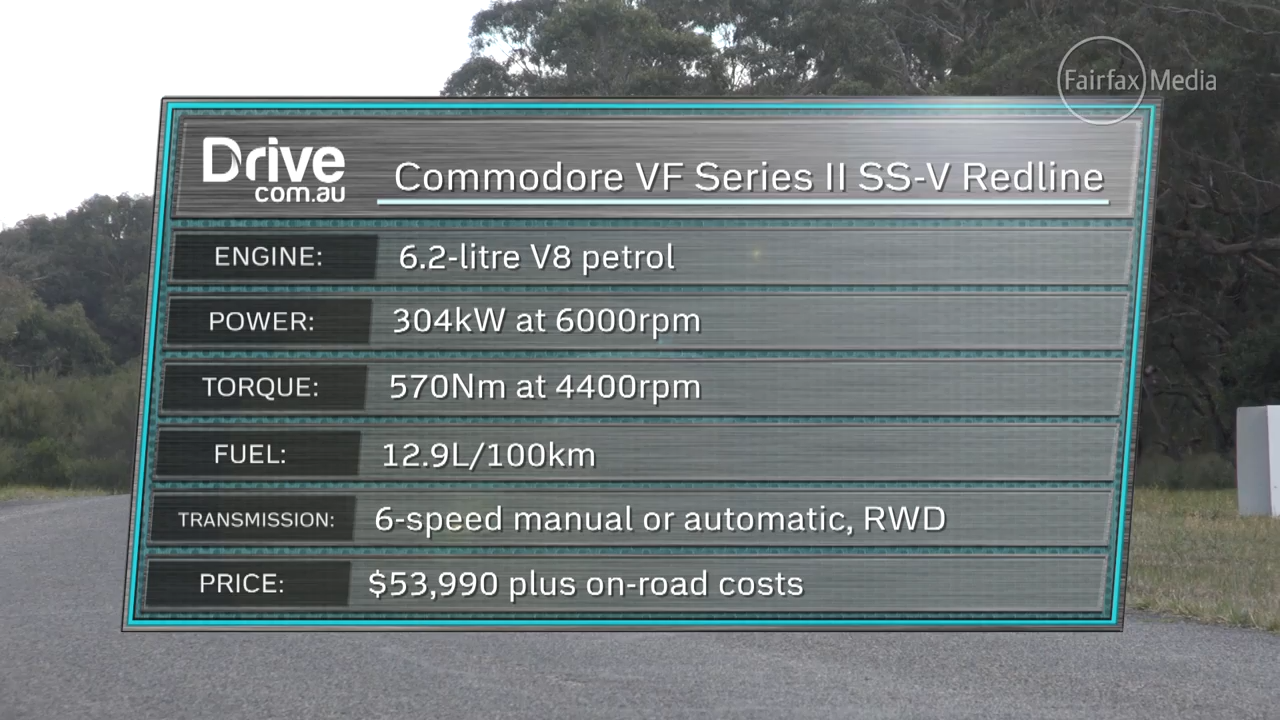 Fairfax Media
Drive
com.au
Commodore VF Series II SS-V Redline
ENGINE: 6.2-litre V8 petrol
POWER: 304kW at 6000rpm
TORQUE: 570Nm at 4400rpm
FUEL: 12.9L/100km
TRANSMISSION: 6-speed manual or automatic, RWD
PRICE: $53,990 plus on-road costs